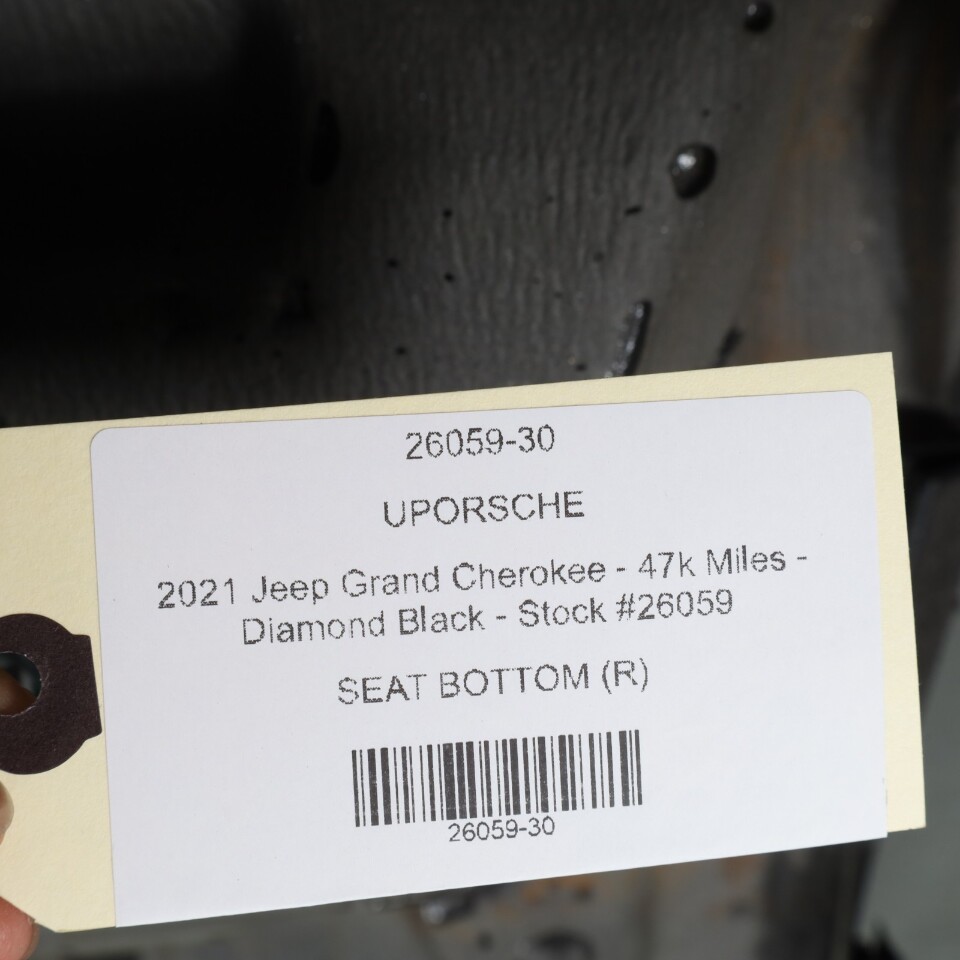 26059-30
UPORSCHE
2021 Jeep Grand Cherokee - 47k Miles -
Diamond Black - Stock #26059
SEAT BOTTOM (R)
26059-30